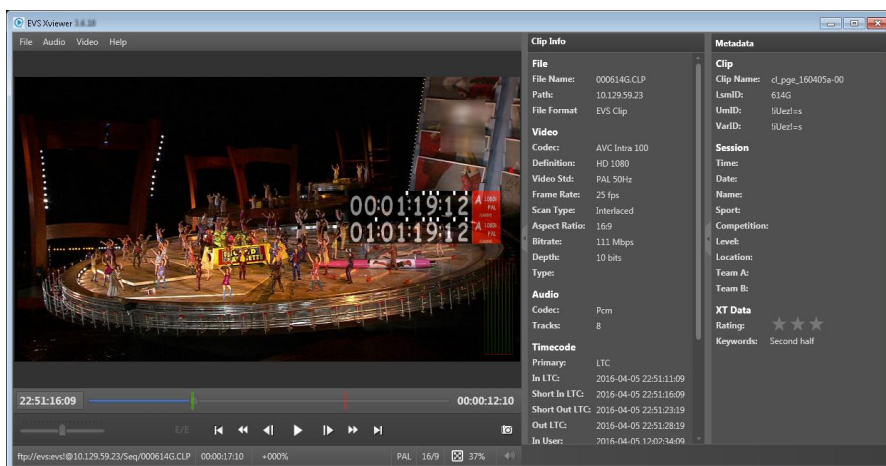 EVS Xviewer 3.6.10
File Audio Video Help
00:01:19:12 A 1080i
PAL
01:01:19:12 A 1080i
PAL
22:51:16:09
00:00:12:10
E/E
ftp://evs:evs!@10.129.59.23/Seq/000614G.CLP 00:00:17:10 +000% PAL 16/9 37%
Clip Info
File
File Name: 000614G.CLP
Path: 10.129.59.23
File Format EVS Clip
Video
Codec: AVC Intra 100
Definition: HD 1080
Video Std: PAL 50Hz
Frame Rate: 25 fps
Scan Type: Interlaced
Aspect Ratio: 16:9
Bitrate: 111 Mbps
Depth: 10 bits
Type:
Audio
Codec: Pcm
Tracks: 8
Timecode
Primary: LTC
In LTC: 2016-04-05 22:51:11:09
Short In LTC: 2016-04-05 22:51:16:09
Short Out LTC: 2016-04-05 22:51:23:19
Out LTC: 2016-04-05 22:51:28:19
In User: 2016-04-05 12:02:34:09
Metadata
Clip
Clip Name: cl_pge_160405a-00
LsmID: 614G
UmID: !iUez!=s
VarID: !iUez!=s
Session
Time:
Date:
Name:
Sport:
Competition:
Level:
Location:
Team A:
Team B:
XT Data
Rating:
Keywords: Second half